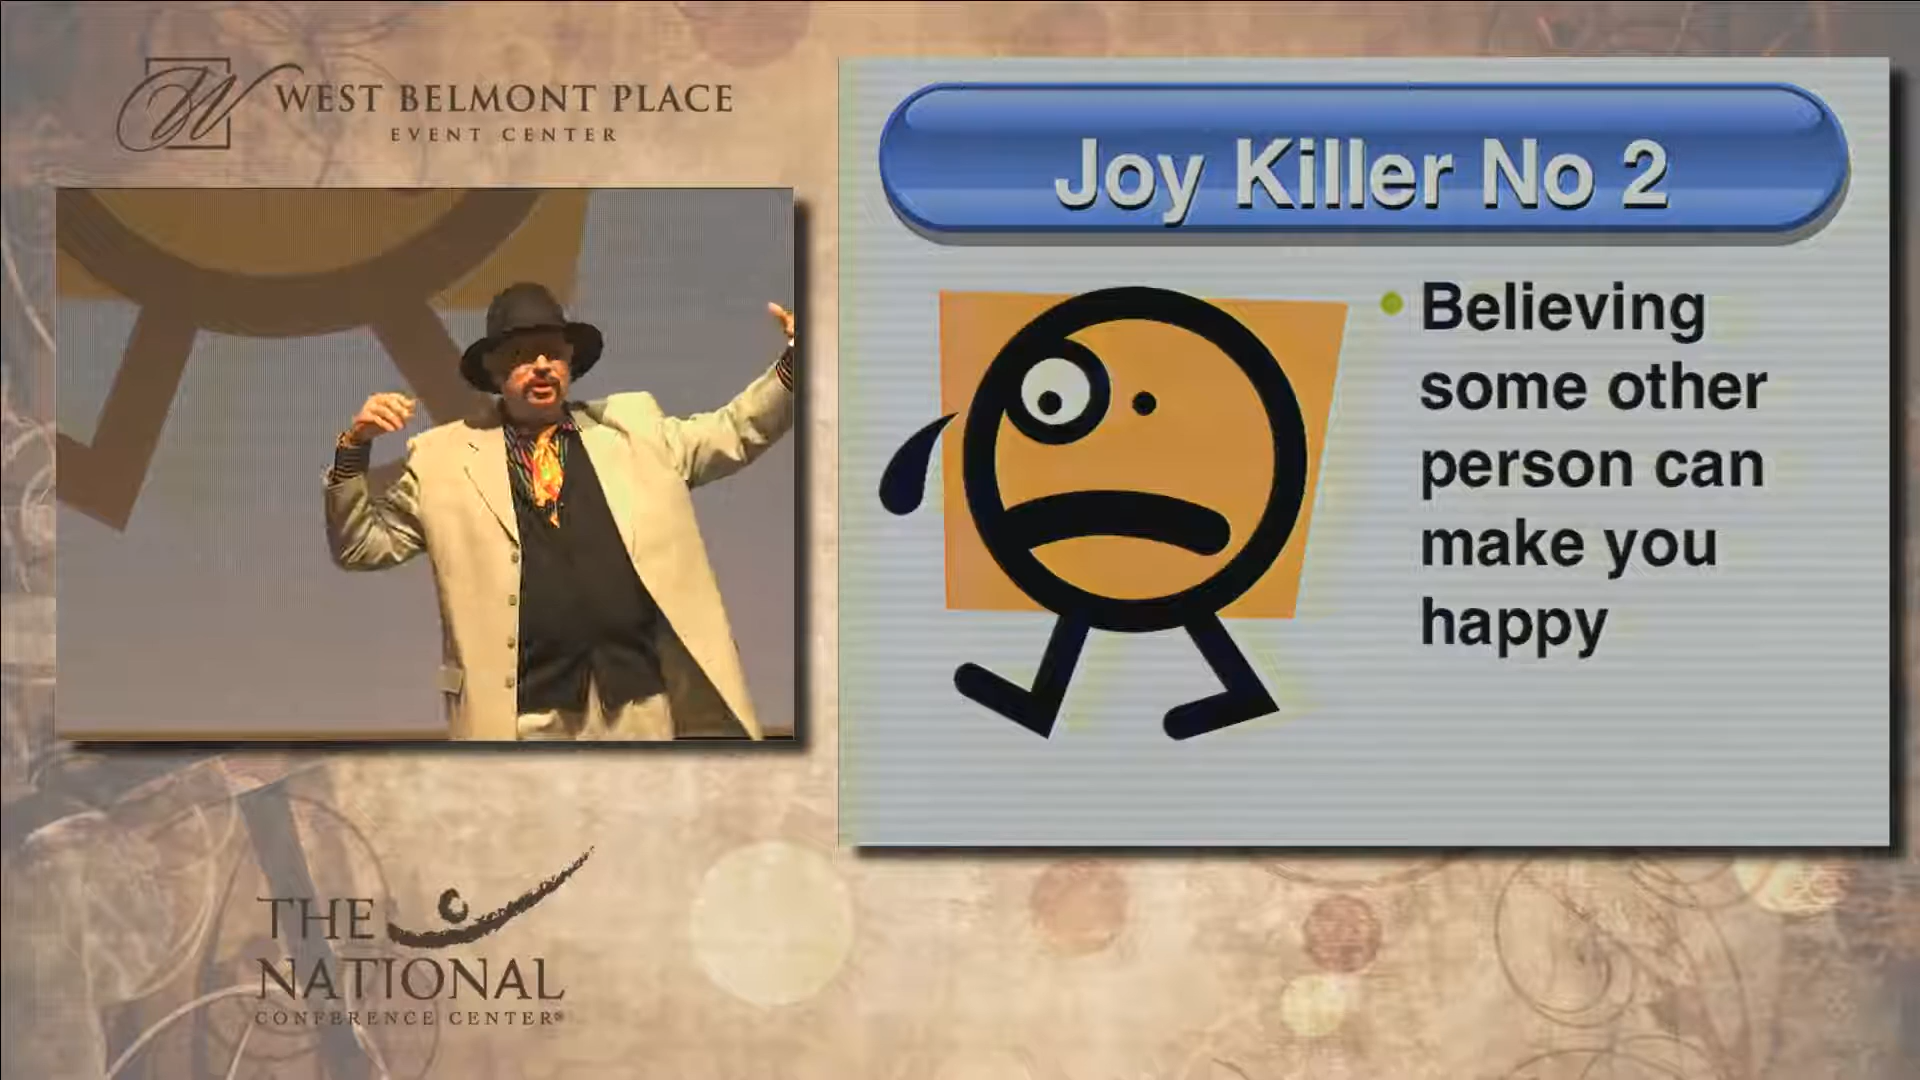 WEST BELMONT PLACE
EVENT CENTER
Joy Killer No 2
Believing
some other
person can
make you
happy
THE
NATIONAL
CONFERENCE CENTER®